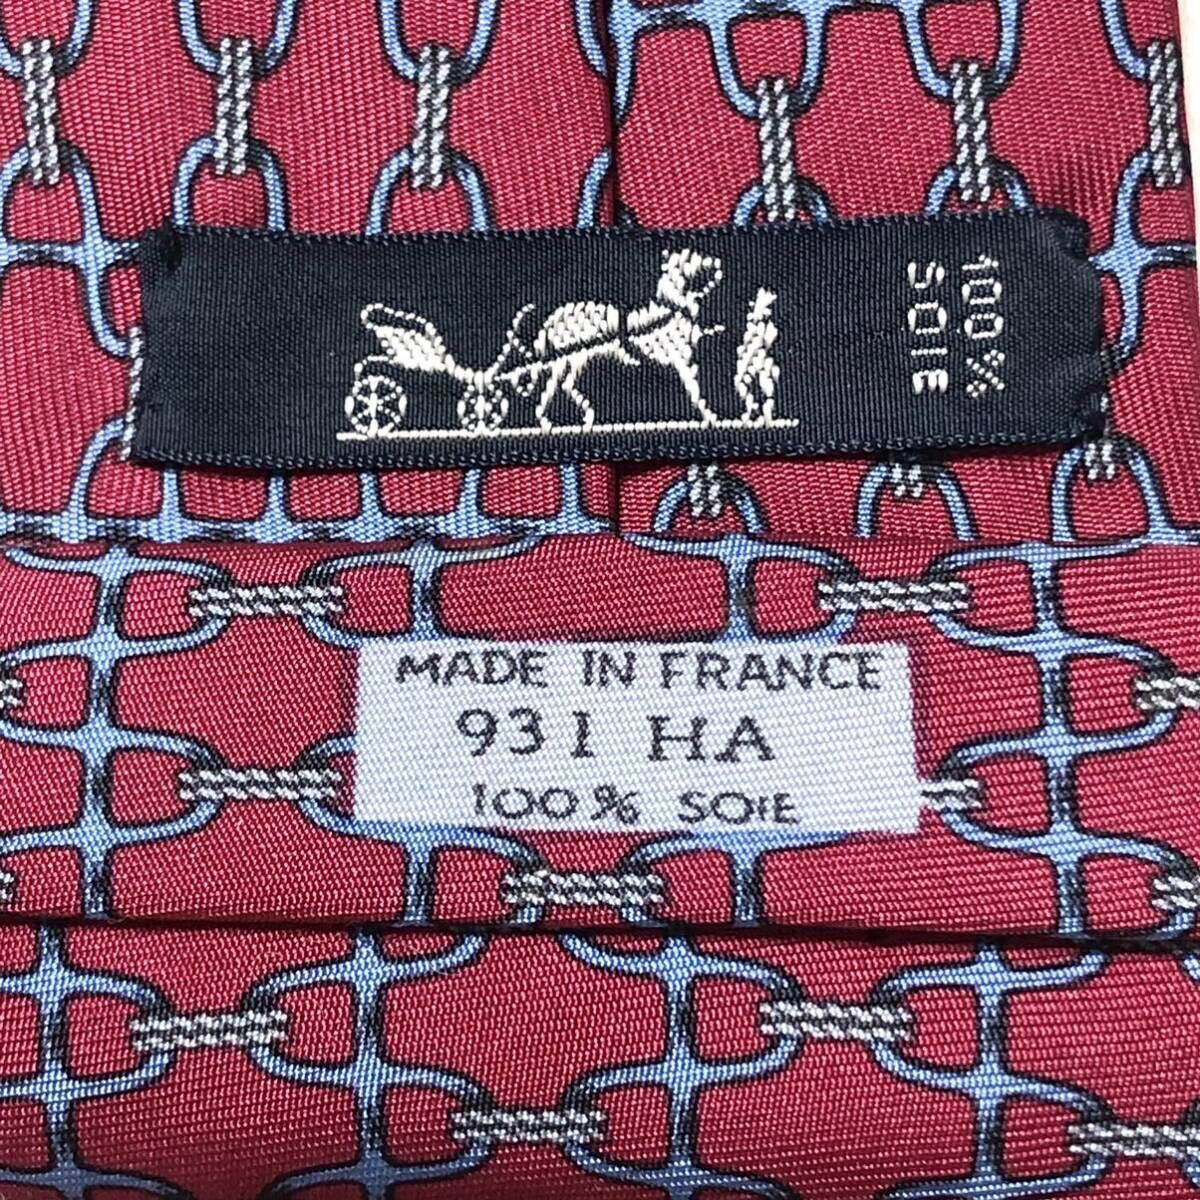 100%
SOIE
MADE IN FRANCE
931 HA
100% SOIE